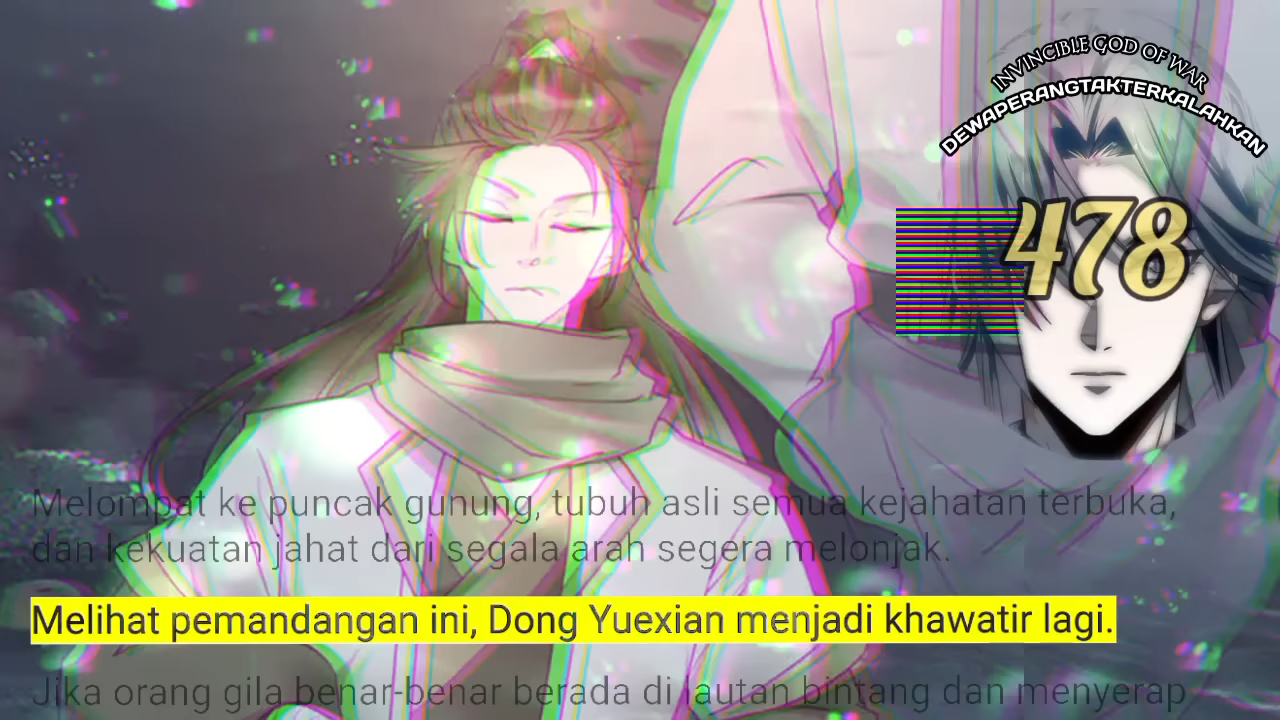 INVINCIBLE GOD OF WAR
DEWAPERANGTAKTERKALAHKAN
478
Melompat ke puncak gunung, tubuh asli semua kejahatan terbuka,
dan kekuatan jahat dari segala arah segera melonjak.
Melihat pemandangan ini, Dong Yuexian menjadi khawatir lagi.
Jika orang gila benar-benar berada di lautan bintang dan menyerap